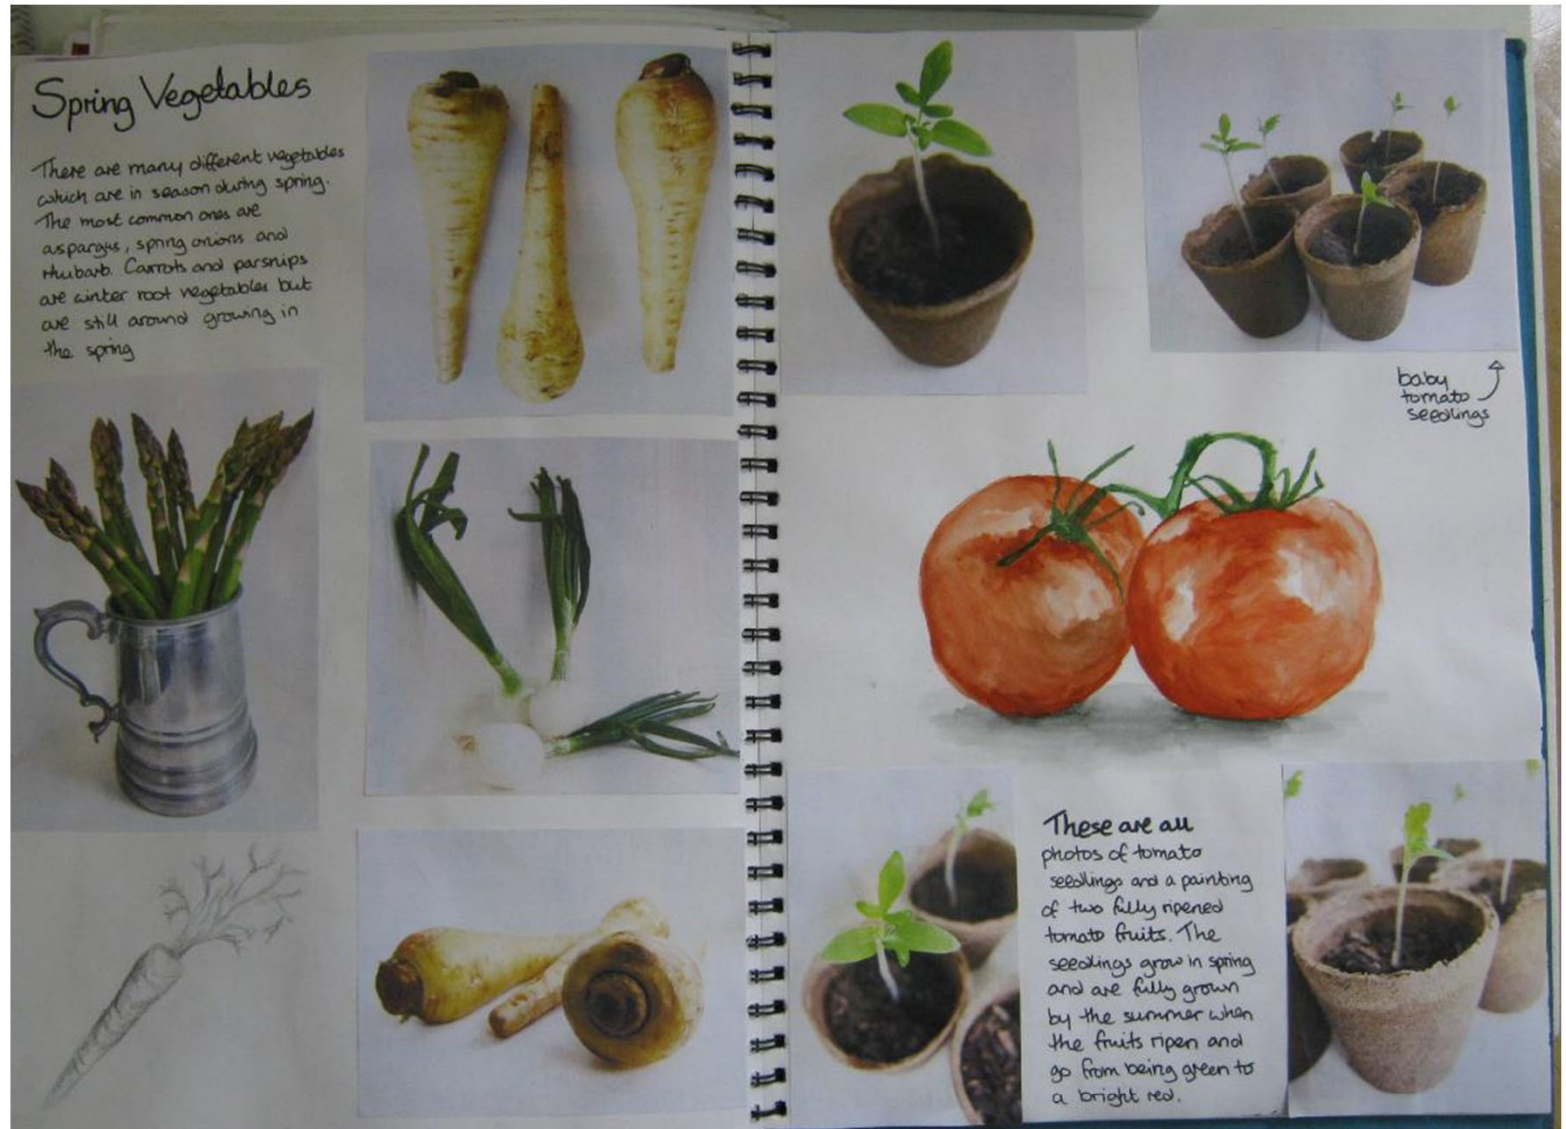 Spring Vegetables
There are many different vegetables
which are in season during spring.
The most common ones are
aspargus, spring onions and
rhubarb. Carrots and parsnips
are winter root vegetables but
are still around growing in
the spring
baby
tomato
seedlings
These are all
photos of tomato
seedlings and a painting
of two fully ripened
tomato fruits. The
seedlings grow in spring
and are fully grown
by the summer when
the fruits ripen and
go from being green to
a bright red.